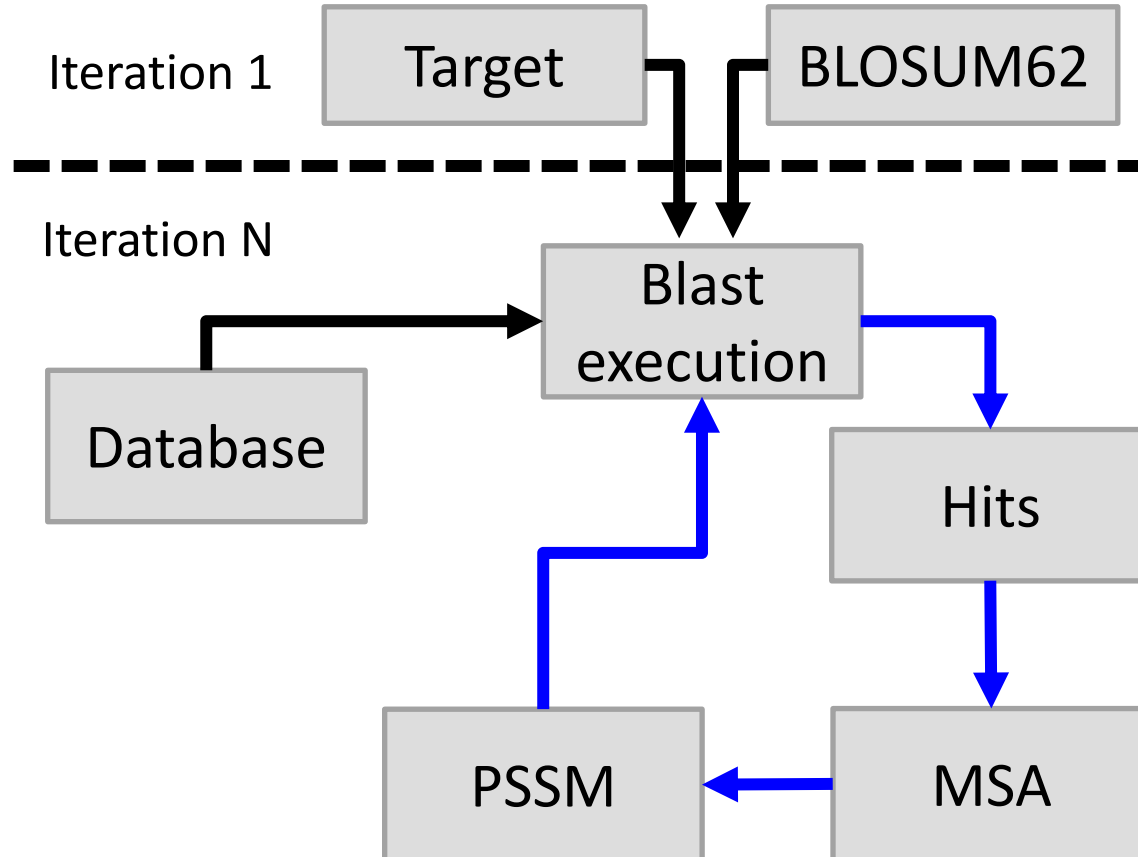 Iteration 1
Target
BLOSUM62
Iteration N
Blast
execution
Database
Hits
PSSM
MSA